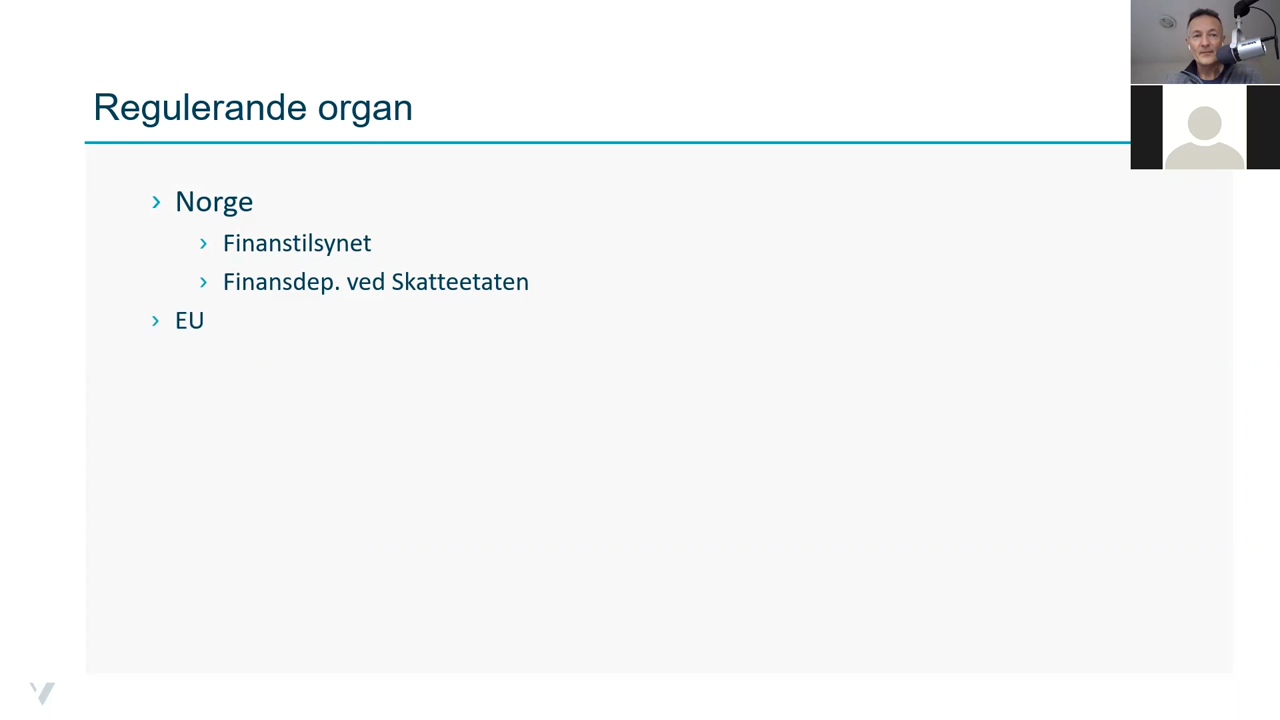 Regulerande organ
Norge
Finanstilsynet
Finansdep. ved Skatteetaten
EU